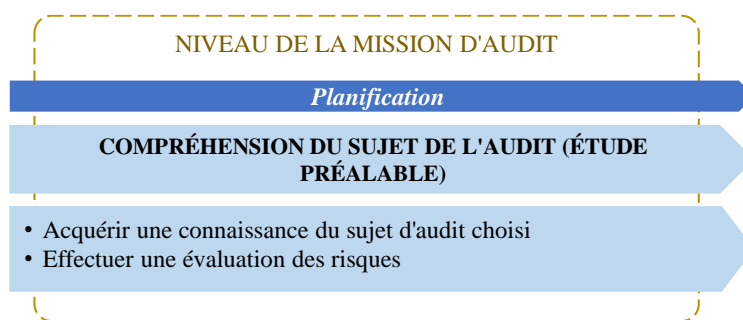 NIVEAU DE LA MISSION D'AUDIT
Planification
COMPRÉHENSION DU SUJET DE L'AUDIT (ÉTUDE
PRÉALABLE)
• Acquérir une connaissance du sujet d'audit choisi
• Effectuer une évaluation des risques